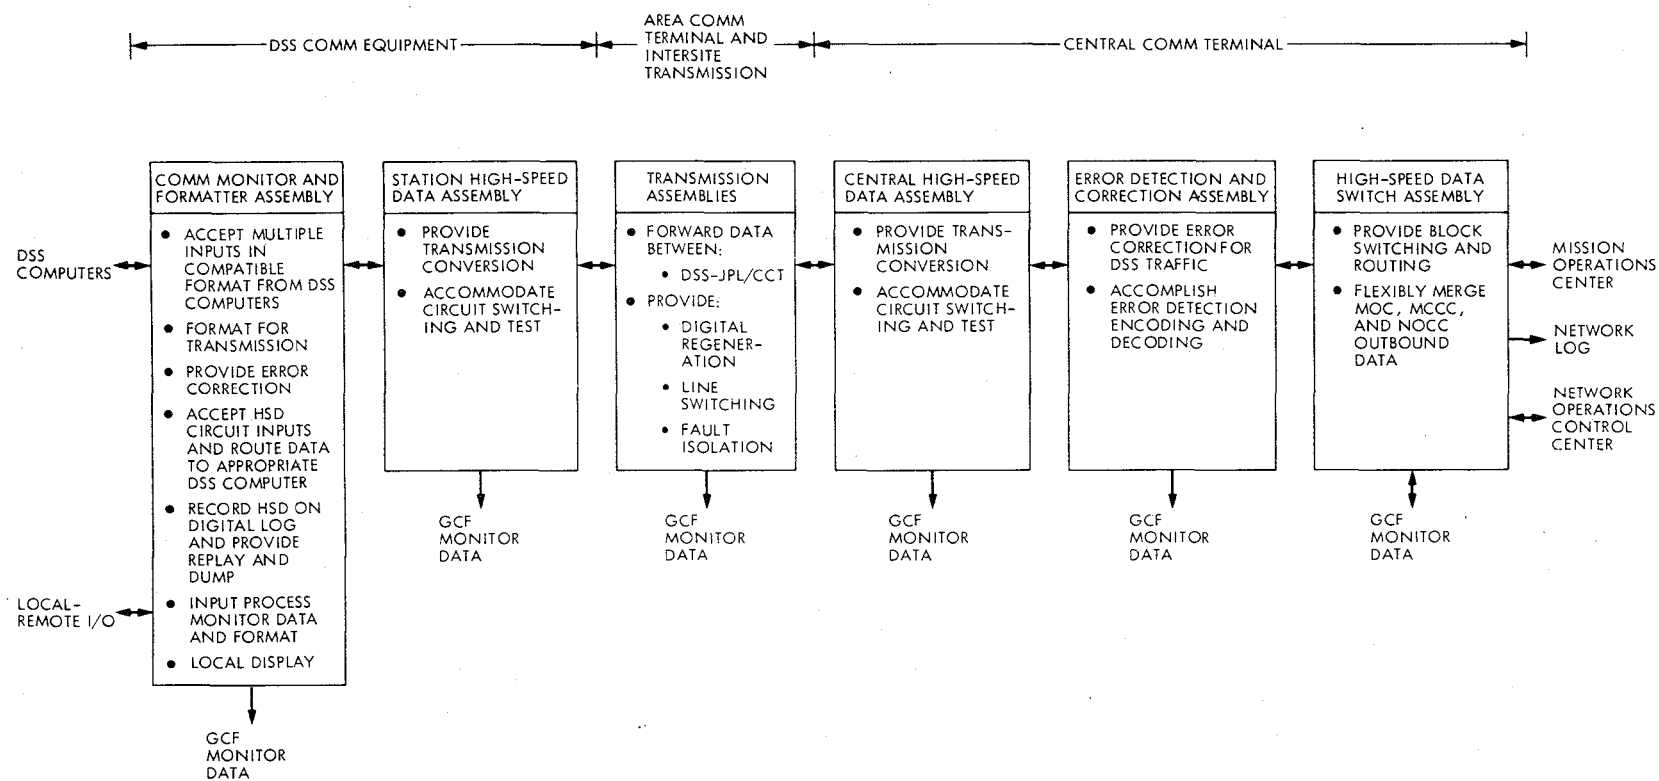 DSS COMM EQUIPMENT
AREA COMM
TERMINAL AND
INTERSITE
TRANSMISSION
CENTRAL COMM TERMINAL
DSS
COMPUTERS
LOCAL-
REMOTE I/O
COMM MONITOR AND
FORMATTER ASSEMBLY
● ACCEPT MULTIPLE
INPUTS IN
COMPATIBLE
FORMAT FROM DSS
COMPUTERS
● FORMAT FOR
TRANSMISSION
● PROVIDE ERROR
CORRECTION
● ACCEPT HSD
CIRCUIT INPUTS
AND ROUTE DATA
TO APPROPRIATE
DSS COMPUTER
● RECORD HSD ON
DIGITAL LOG
AND PROVIDE
REPLAY AND
DUMP
● INPUT PROCESS
MONITOR DATA
AND FORMAT
● LOCAL DISPLAY
GCF
MONITOR
DATA
STATION HIGH-SPEED
DATA ASSEMBLY
● PROVIDE
TRANSMISSION
CONVERSION
● ACCOMMODATE
CIRCUIT SWITCH-
ING AND TEST
GCF
MONITOR
DATA
TRANSMISSION
ASSEMBLIES
● FORWARD DATA
BETWEEN:
• DSS-JPL/CCT
● PROVIDE:
• DIGITAL
REGENER-
ATION
• LINE
SWITCHING
• FAULT
ISOLATION
GCF
MONITOR
DATA
CENTRAL HIGH-SPEED
DATA ASSEMBLY
● PROVIDE TRANS-
MISSION
CONVERSION
● ACCOMMODATE
CIRCUIT SWITCH-
ING AND TEST
GCF
MONITOR
DATA
ERROR DETECTION AND
CORRECTION ASSEMBLY
● PROVIDE ERROR
CORRECTION FOR
DSS TRAFFIC
● ACCOMPLISH
ERROR DETECTION
ENCODING AND
DECODING
GCF
MONITOR
DATA
HIGH-SPEED DATA
SWITCH ASSEMBLY
● PROVIDE BLOCK
SWITCHING AND
ROUTING
● FLEXIBLY MERGE
MOC, MCCC,
AND NOCC
OUTBOUND
DATA
GCF
MONITOR
DATA
MISSION
OPERATIONS
CENTER
NETWORK
LOG
NETWORK
OPERATIONS
CONTROL
CENTER